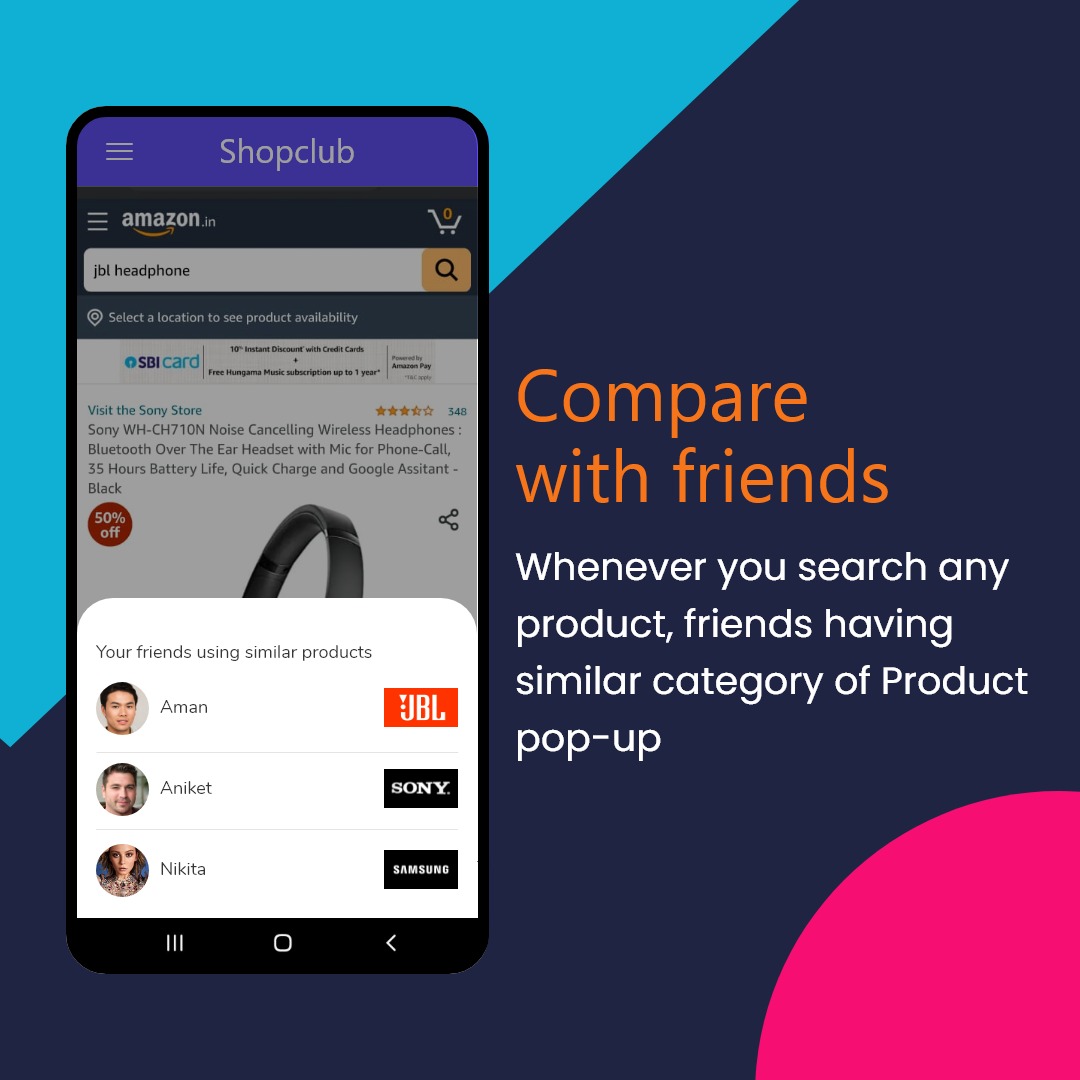 Shopclub
amazon.in
0
jbl headphone
Select a location to see product availability
SBI card
10% Instant Discount* with Credit Cards
+
Free Hungama Music subscription up to 1 year*
Powered by
Amazon Pay
*T&C apply
Visit the Sony Store
348
Sony WH-CH710N Noise Cancelling Wireless Headphones :
Bluetooth Over The Ear Headset with Mic for Phone-Call,
35 Hours Battery Life, Quick Charge and Google Assitant -
Black
50%
off
Your friends using similar products
Aman
JBL
Aniket
SONY
Nikita
SAMSUNG
Compare
with friends
Whenever you search any
product, friends having
similar category of Product
pop-up